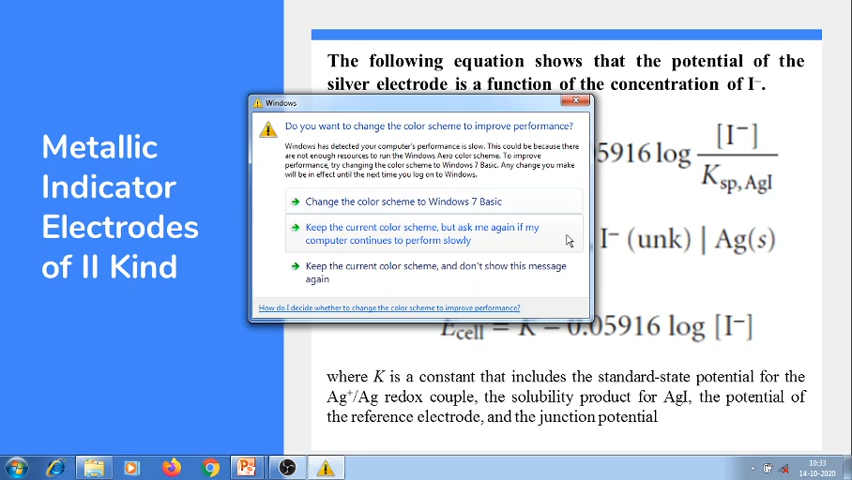 Metallic
Indicator
Electrodes
of II Kind
The following equation shows that the potential of the
silver electrode is a function of the concentration of I⁻.
Windows
Do you want to change the color scheme to improve performance?
Windows has detected your computer's performance is slow. This could be because there
are not enough resources to run the Windows Aero color scheme. To improve
performance, try changing the color scheme to Windows 7 Basic. Any change you make
will be in effect until the next time you log on to Windows.
Change the color scheme to Windows 7 Basic
Keep the current color scheme, but ask me again if my
computer continues to perform slowly
Keep the current color scheme, and don't show this message
again
How do I decide whether to change the color scheme to improve performance?
5916 log [I⁻] / Ksp,AgI
I⁻ (unk) | Ag(s)
Ecell = K − 0.05916 log [I⁻]
where K is a constant that includes the standard-state potential for the
Ag⁺/Ag redox couple, the solubility product for AgI, the potential of
the reference electrode, and the junction potential
10:33
14-10-2020